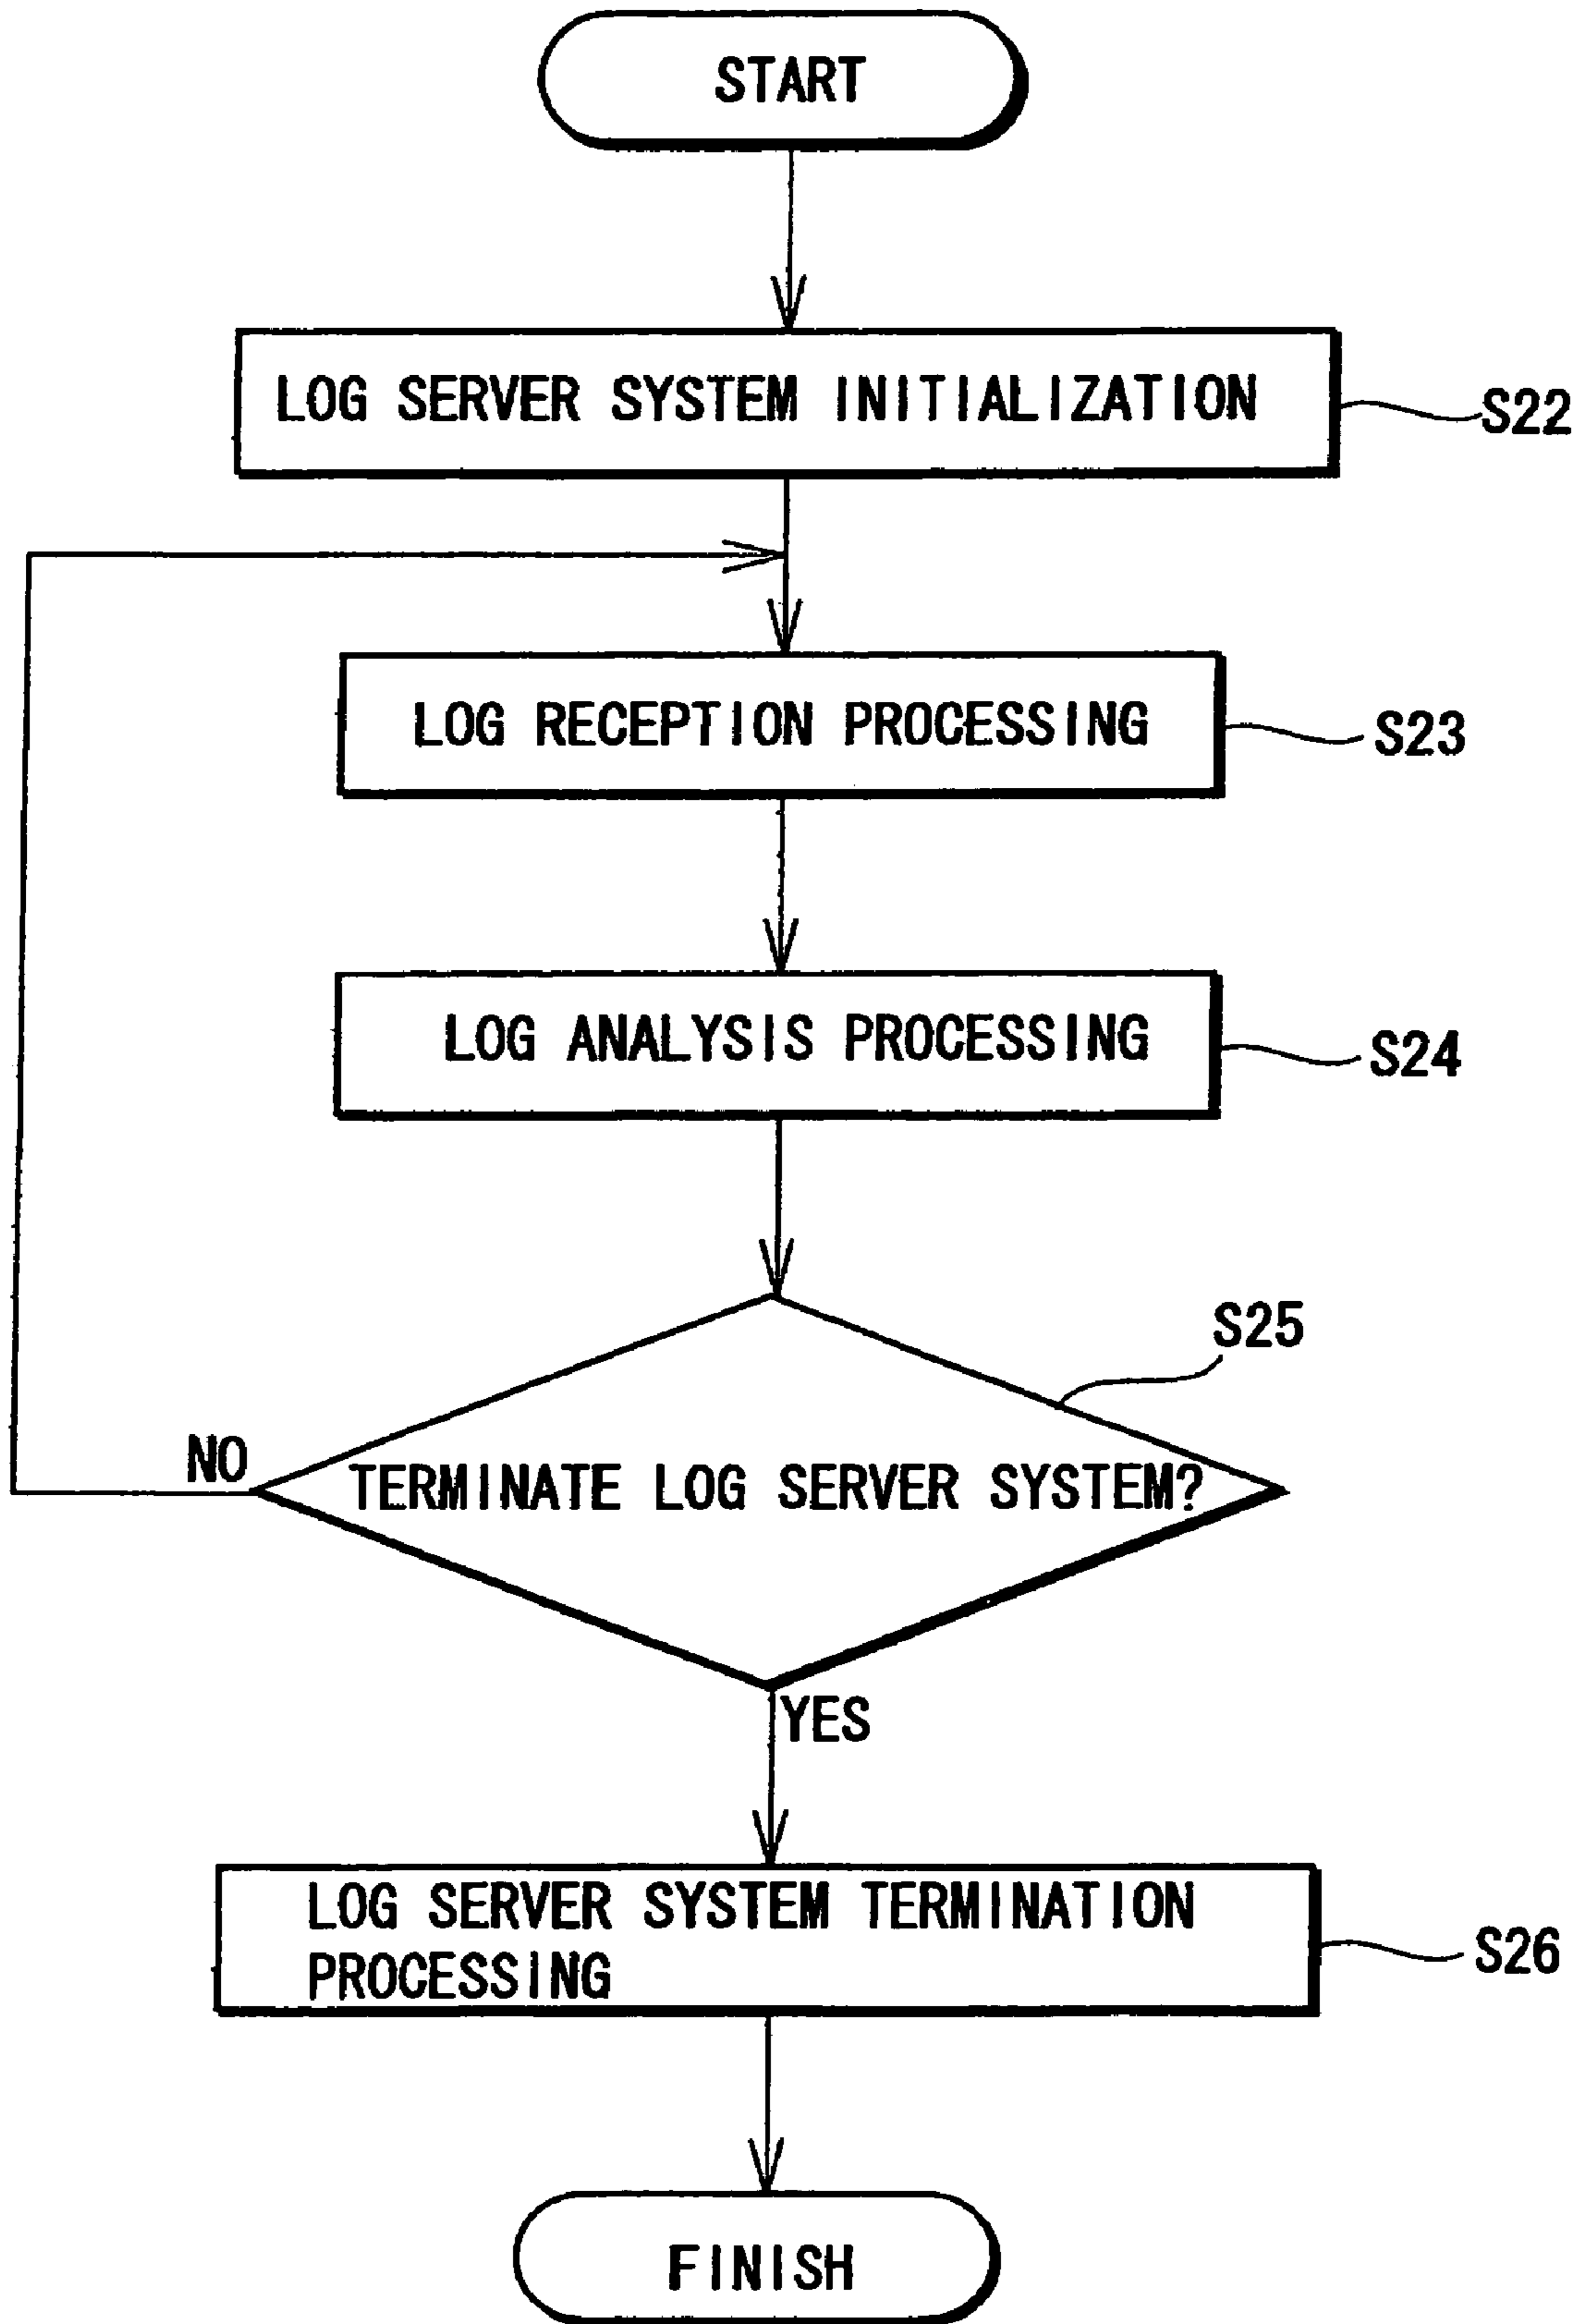 START
LOG SERVER SYSTEM INITIALIZATION
S22
LOG RECEPTION PROCESSING
S23
LOG ANALYSIS PROCESSING
S24
S25
NO
TERMINATE LOG SERVER SYSTEM?
YES
LOG SERVER SYSTEM TERMINATION
PROCESSING
S26
FINISH